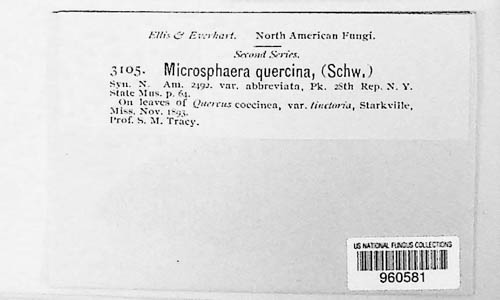 Ellis & Everhart. North American Fungi.
Second Series.
3105. Microsphaera quercina, (Schw.)
Syn. N. Am. 2492. var. abbreviata, Pk. 28th Rep. N. Y.
State Mus. p. 64.
On leaves of Quercus coccinea, var. tinctoria, Starkville,
Miss. Nov. 1893.
Prof. S. M. Tracy.
US NATIONAL FUNGUS COLLECTIONS
960581